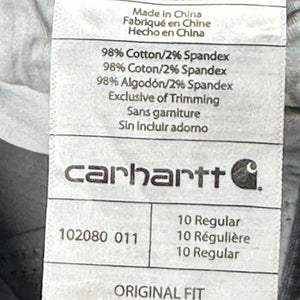 Made in China
Fabriqué en Chine
Hecho en China
98% Cotton/2% Spandex
98% Coton/2% Spandex
98% Algodón/2% Spandex
Exclusive of Trimming
Sans garniture
Sin incluir adorno
carhartt
102080 011
10 Regular
10 Régulière
10 Regular
ORIGINAL FIT